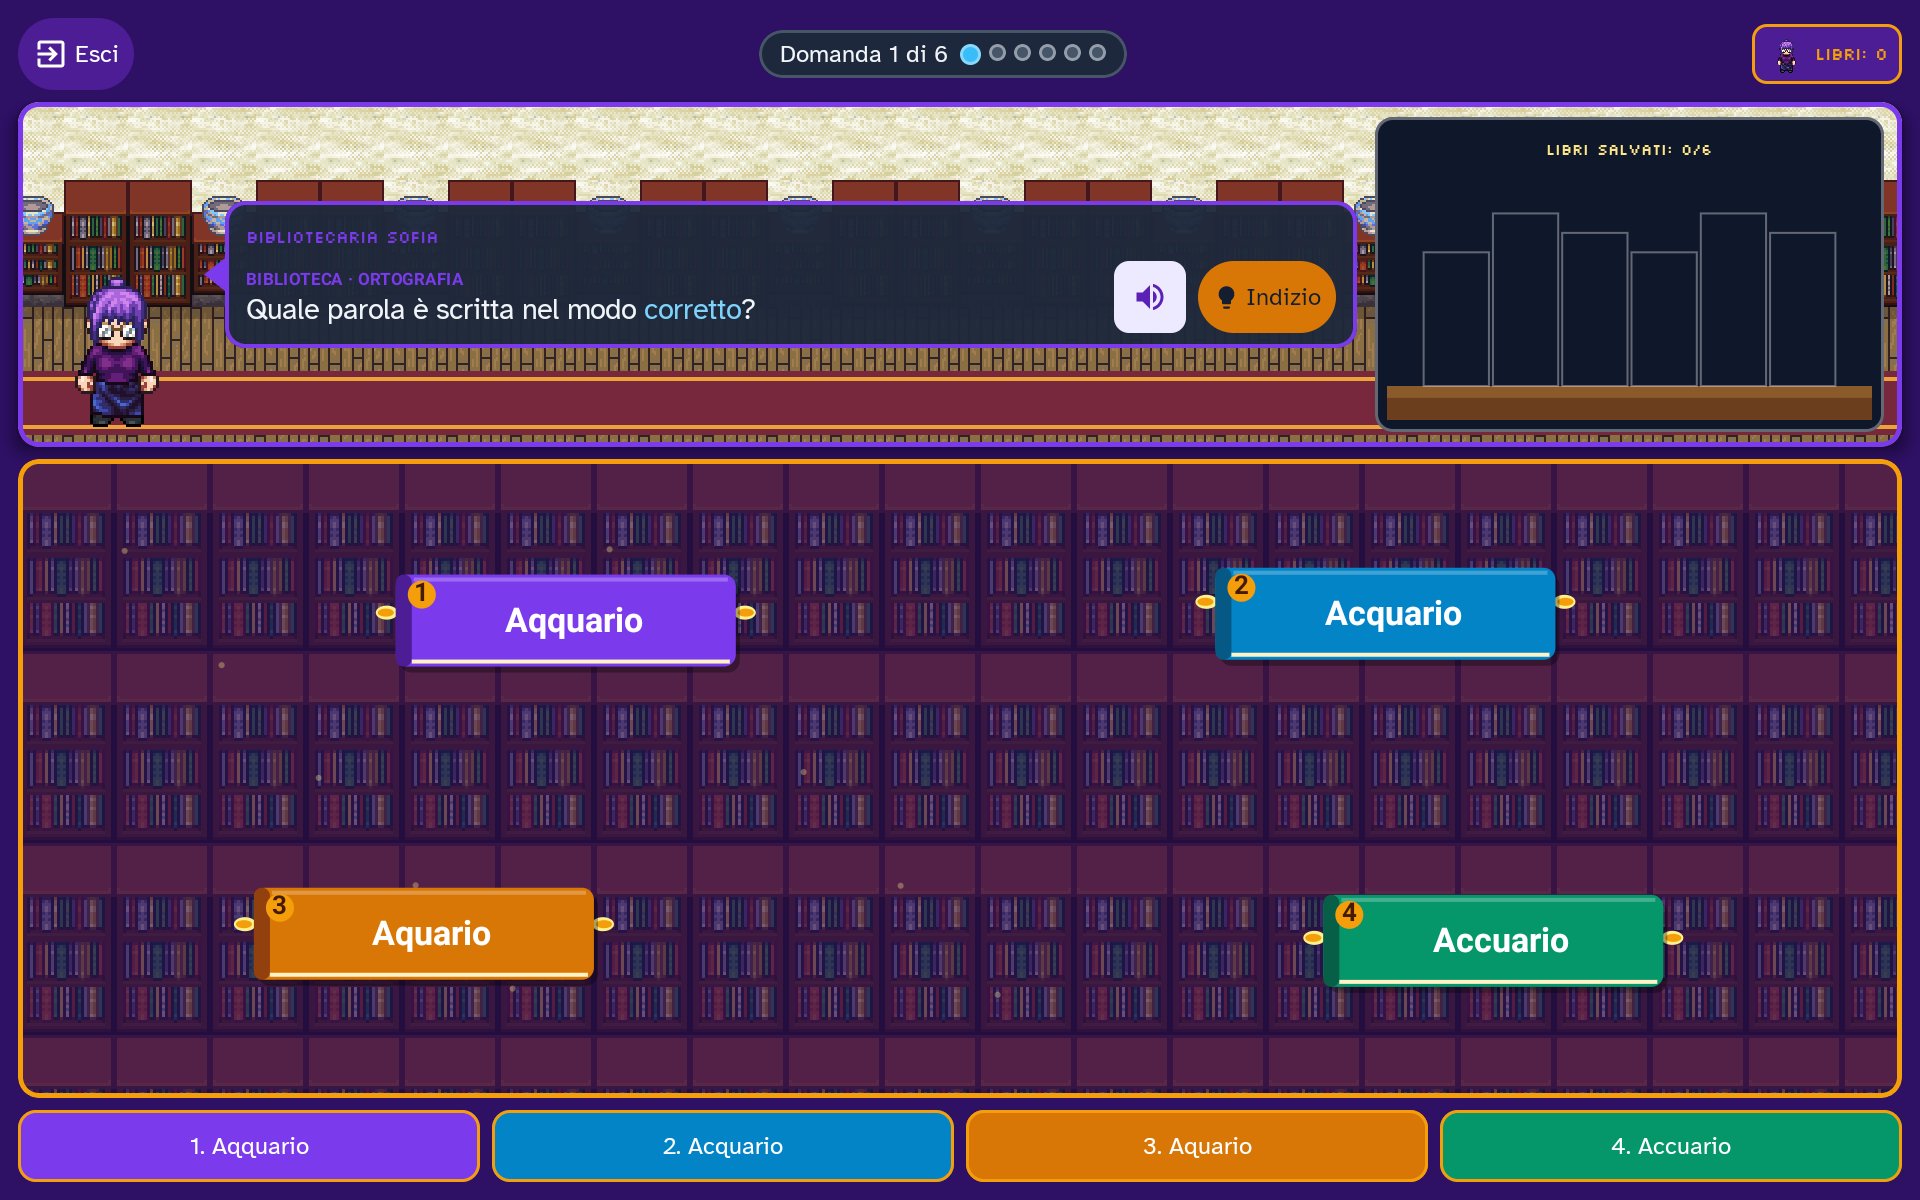 Esci
Domanda 1 di 6
LIBRI: 0
LIBRI SALVATI: 0/6
BIBLIOTECARIA SOFIA
BIBLIOTECA · ORTOGRAFIA
Quale parola è scritta nel modo corretto?
Indizio
1
Aqquario
2
Acquario
3
Aquario
4
Accuario
1. Aqquario
2. Acquario
3. Aquario
4. Accuario